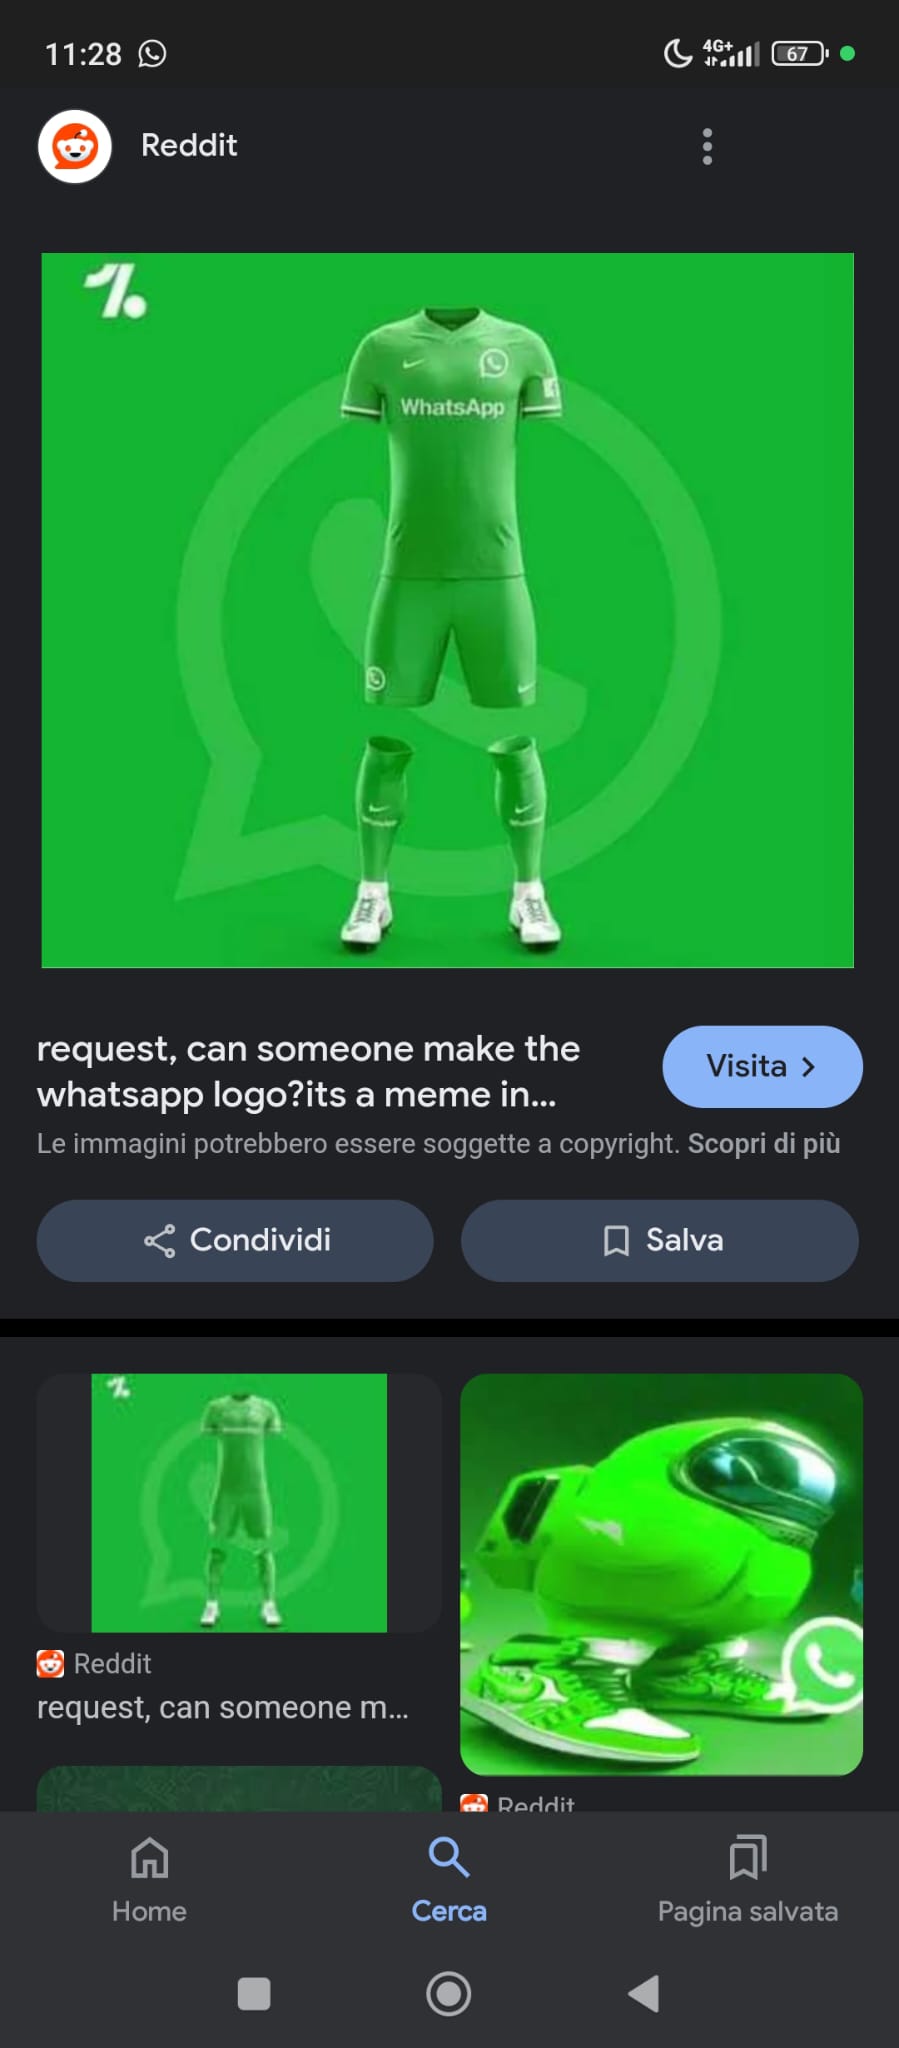 11:28
4G+
67
Reddit
WhatsApp
request, can someone make the
whatsapp logo?its a meme in...
Visita
Le immagini potrebbero essere soggette a copyright. Scopri di più
Condividi
Salva
Reddit
request, can someone m...
Reddit
Home
Cerca
Pagina salvata